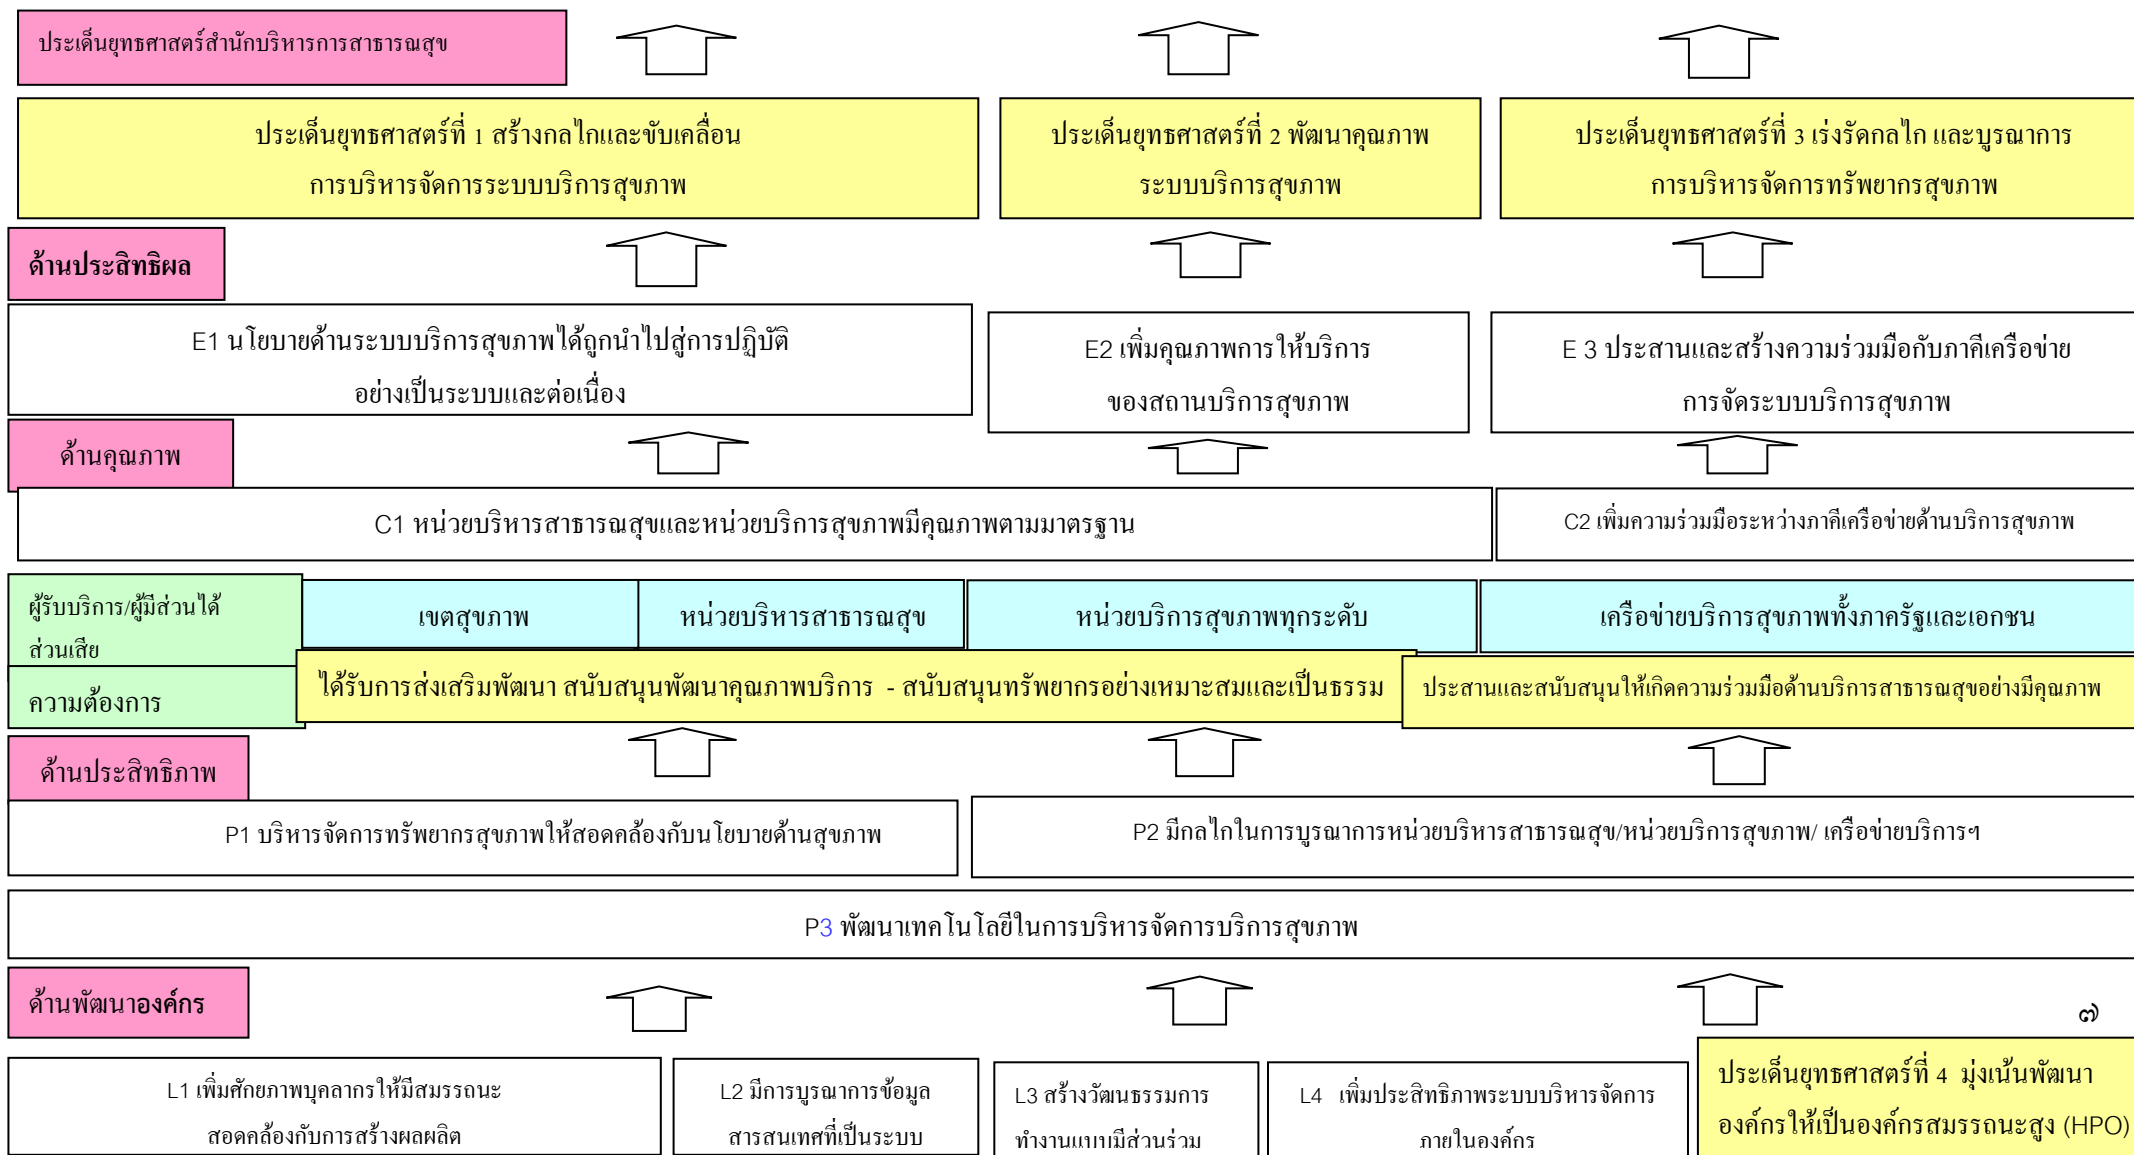 ประเด็นยุทธศาสตร์สำนักบริหารการสาธารณสุข
ประเด็นยุทธศาสตร์ที่ 1 สร้างกลไกและขับเคลื่อน
การบริหารจัดการระบบบริการสุขภาพ
ประเด็นยุทธศาสตร์ที่ 2 พัฒนาคุณภาพ
ระบบบริการสุขภาพ
ประเด็นยุทธศาสตร์ที่ 3 เร่งรัดกลไก และบูรณาการ
การบริหารจัดการทรัพยากรสุขภาพ
ด้านประสิทธิผล
E1 นโยบายด้านระบบบริการสุขภาพได้ถูกนำไปสู่การปฏิบัติ
อย่างเป็นระบบและต่อเนื่อง
E2 เพิ่มคุณภาพการให้บริการ
ของสถานบริการสุขภาพ
E 3 ประสานและสร้างความร่วมมือกับภาคีเครือข่าย
การจัดระบบบริการสุขภาพ
ด้านคุณภาพ
C1 หน่วยบริหารสาธารณสุขและหน่วยบริการสุขภาพมีคุณภาพตามมาตรฐาน
C2 เพิ่มความร่วมมือระหว่างภาคีเครือข่ายด้านบริการสุขภาพ
ผู้รับบริการ/ผู้มีส่วนได้
ส่วนเสีย
เขตสุขภาพ
หน่วยบริหารสาธารณสุข
หน่วยบริการสุขภาพทุกระดับ
เครือข่ายบริการสุขภาพทั้งภาครัฐและเอกชน
ความต้องการ
ได้รับการส่งเสริมพัฒนา สนับสนุนพัฒนาคุณภาพบริการ - สนับสนุนทรัพยากรอย่างเหมาะสมและเป็นธรรม
ประสานและสนับสนุนให้เกิดความร่วมมือด้านบริการสาธารณสุขอย่างมีคุณภาพ
ด้านประสิทธิภาพ
P1 บริหารจัดการทรัพยากรสุขภาพให้สอดคล้องกับนโยบายด้านสุขภาพ
P2 มีกลไกในการบูรณาการหน่วยบริหารสาธารณสุข/หน่วยบริการสุขภาพ/ เครือข่ายบริการฯ
P3 พัฒนาเทคโนโลยีในการบริหารจัดการบริการสุขภาพ
ด้านพัฒนาองค์กร
๗
L1 เพิ่มศักยภาพบุคลากรให้มีสมรรถนะ
สอดคล้องกับการสร้างผลผลิต
L2 มีการบูรณาการข้อมูล
สารสนเทศที่เป็นระบบ
L3 สร้างวัฒนธรรมการ
ทำงานแบบมีส่วนร่วม
L4 เพิ่มประสิทธิภาพระบบบริหารจัดการ
ภายในองค์กร
ประเด็นยุทธศาสตร์ที่ 4 มุ่งเน้นพัฒนา
องค์กรให้เป็นองค์กรสมรรถนะสูง (HPO)